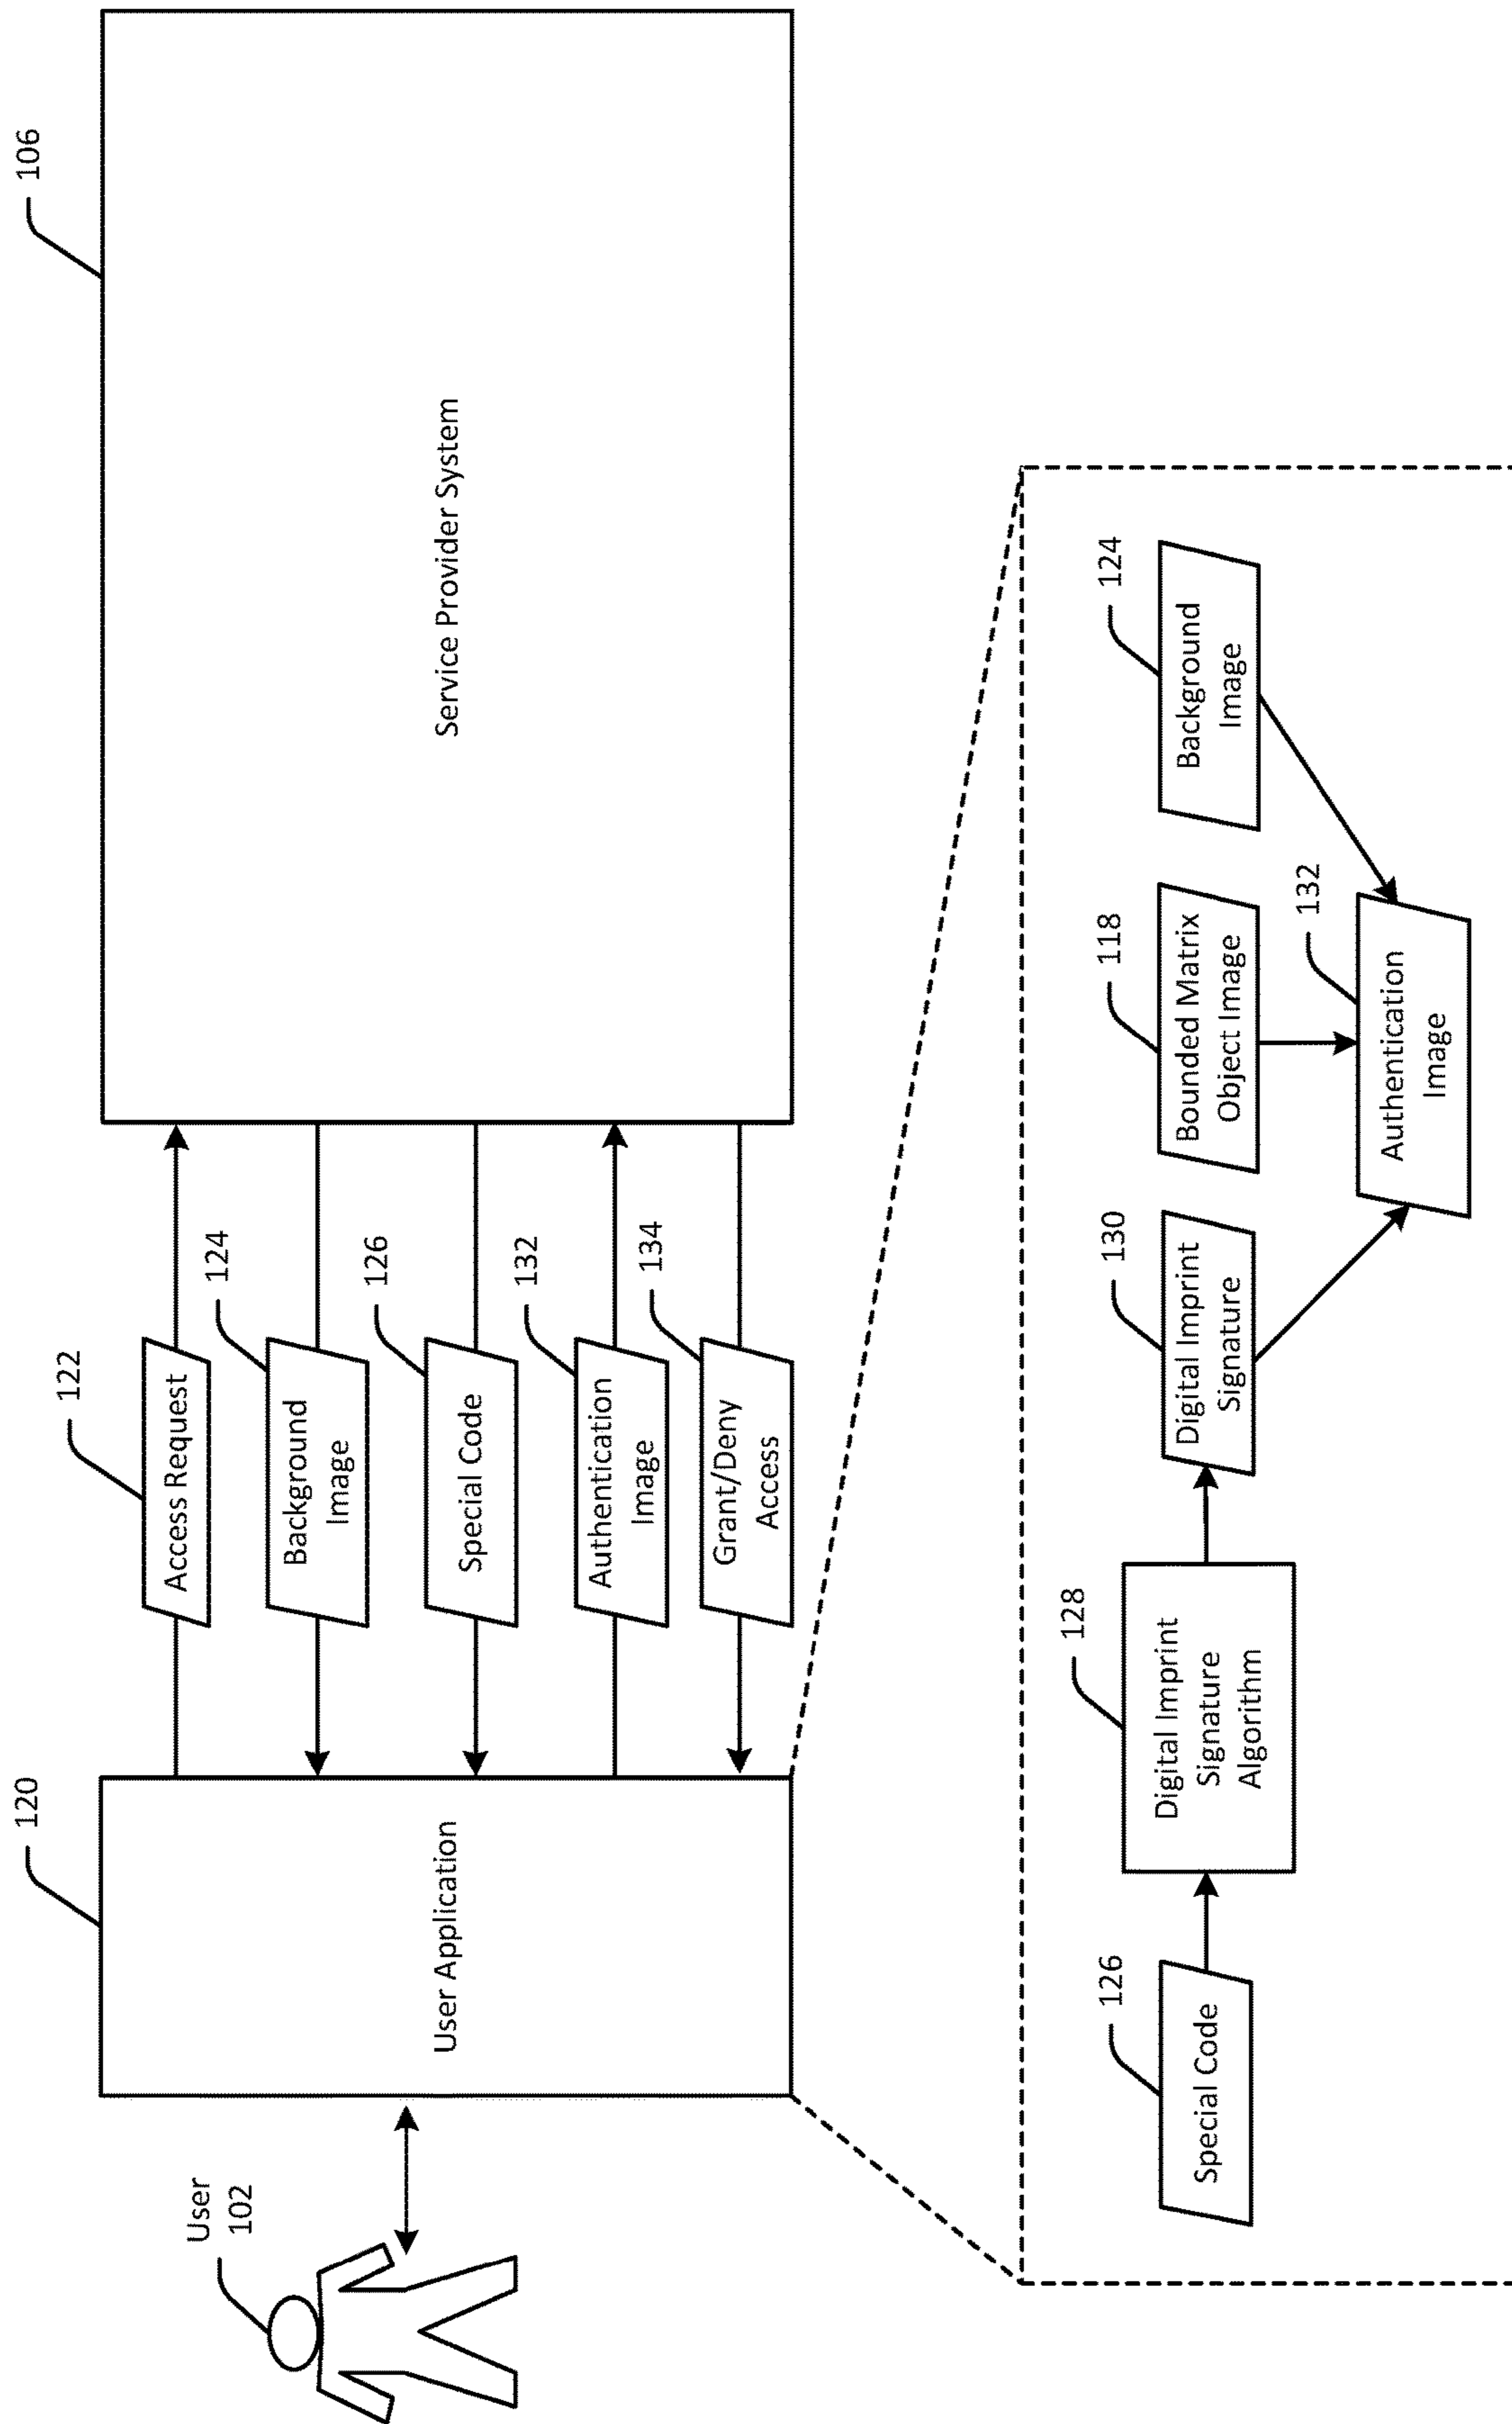 User
102
120
User Application
122
Access Request
124
Background
Image
126
Special Code
132
Authentication
Image
134
Grant/Deny
Access
106
Service Provider System
126
Special Code
128
Digital Imprint
Signature
Algorithm
130
Digital Imprint
Signature
118
Bounded Matrix
Object Image
124
Background
Image
132
Authentication
Image